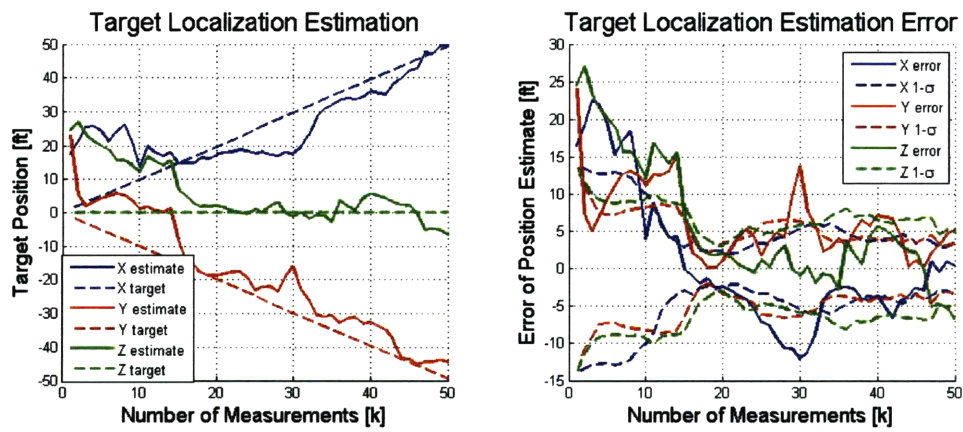 Target Localization Estimation
Target Position [ft]
50
40
30
20
10
0
-10
-20
-30
-40
-50
X estimate
X target
Y estimate
Y target
Z estimate
Z target
0
10
20
30
40
50
Number of Measurements [k]
Target Localization Estimation Error
Error of Position Estimate [ft]
30
25
20
15
10
5
0
-5
-10
-15
X error
X 1-σ
Y error
Y 1-σ
Z error
Z 1-σ
0
10
20
30
40
50
Number of Measurements [k]